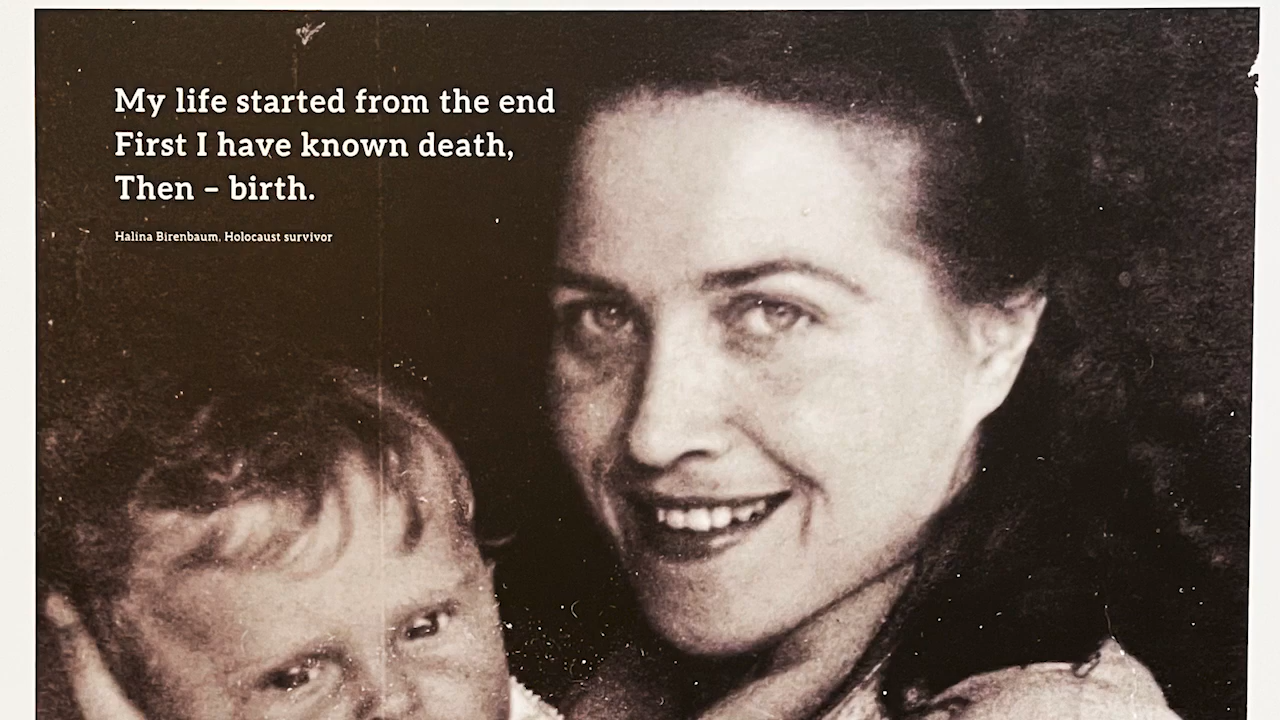 My life started from the end
First I have known death,
Then – birth.
Halina Birenbaum, Holocaust survivor